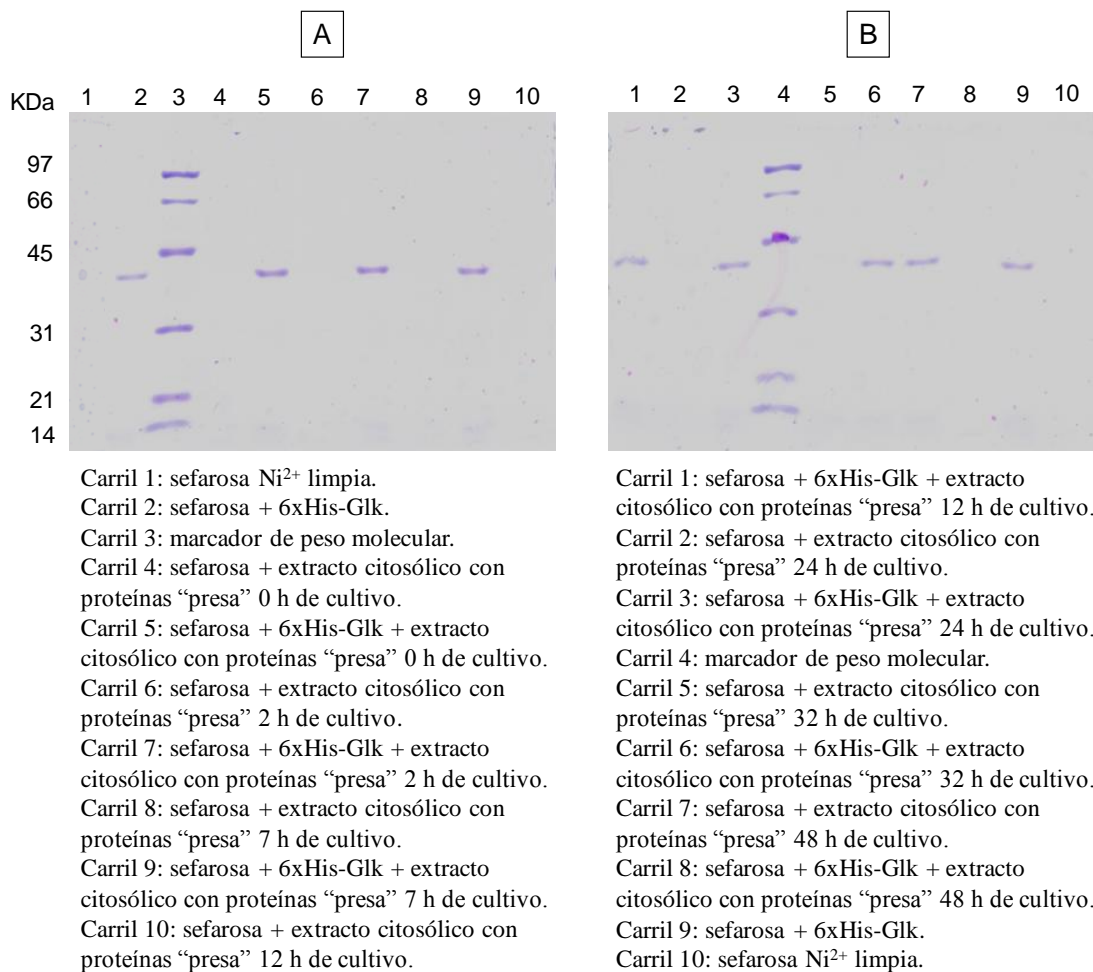 A
B
KDa
1 2 3 4 5 6 7 8 9 10
1 2 3 4 5 6 7 8 9 10
97
66
45
31
21
14
Carril 1: sefarosa Ni²⁺ limpia.
Carril 2: sefarosa + 6xHis-Glk.
Carril 3: marcador de peso molecular.
Carril 4: sefarosa + extracto citosólico con
proteínas “presa” 0 h de cultivo.
Carril 5: sefarosa + 6xHis-Glk + extracto
citosólico con proteínas “presa” 0 h de cultivo.
Carril 6: sefarosa + extracto citosólico con
proteínas “presa” 2 h de cultivo.
Carril 7: sefarosa + 6xHis-Glk + extracto
citosólico con proteínas “presa” 2 h de cultivo.
Carril 8: sefarosa + extracto citosólico con
proteínas “presa” 7 h de cultivo.
Carril 9: sefarosa + 6xHis-Glk + extracto
citosólico con proteínas “presa” 7 h de cultivo.
Carril 10: sefarosa + extracto citosólico con
proteínas “presa” 12 h de cultivo.
Carril 1: sefarosa + 6xHis-Glk + extracto
citosólico con proteínas “presa” 12 h de cultivo.
Carril 2: sefarosa + extracto citosólico con
proteínas “presa” 24 h de cultivo.
Carril 3: sefarosa + 6xHis-Glk + extracto
citosólico con proteínas “presa” 24 h de cultivo.
Carril 4: marcador de peso molecular.
Carril 5: sefarosa + extracto citosólico con
proteínas “presa” 32 h de cultivo.
Carril 6: sefarosa + 6xHis-Glk + extracto
citosólico con proteínas “presa” 32 h de cultivo.
Carril 7: sefarosa + extracto citosólico con
proteínas “presa” 48 h de cultivo.
Carril 8: sefarosa + 6xHis-Glk + extracto
citosólico con proteínas “presa” 48 h de cultivo.
Carril 9: sefarosa + 6xHis-Glk.
Carril 10: sefarosa Ni²⁺ limpia.